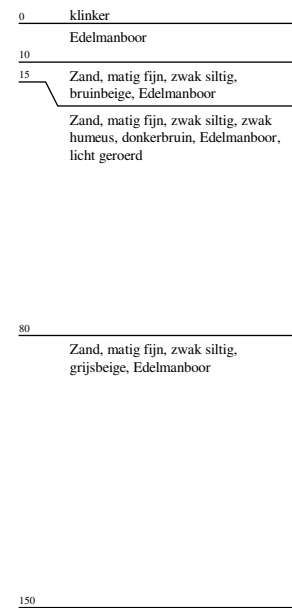 0 klinker
Edelmanboor
10
15 Zand, matig fijn, zwak siltig,
bruinbeige, Edelmanboor
Zand, matig fijn, zwak siltig, zwak
humeus, donkerbruin, Edelmanboor,
licht geroerd
80
Zand, matig fijn, zwak siltig,
grijsbeige, Edelmanboor
150